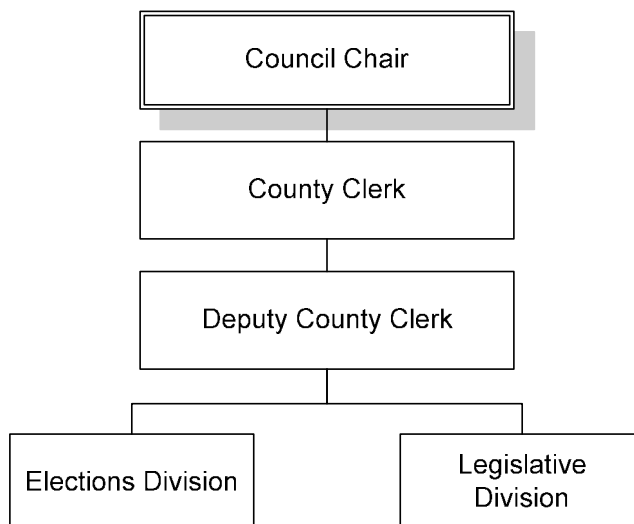 Council Chair
County Clerk
Deputy County Clerk
Elections Division
Legislative
Division